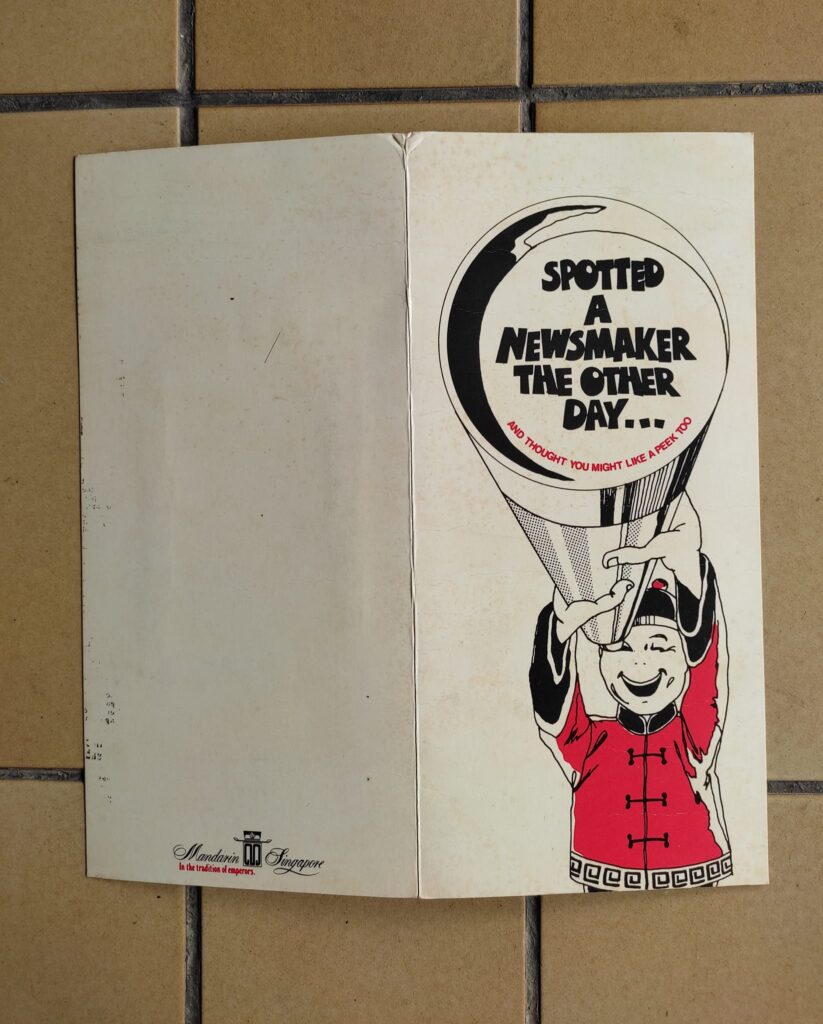 SPOTTED
A
NEWSMAKER
THE OTHER
DAY...
AND THOUGHT YOU MIGHT LIKE A PEEK TOO
Mandarin Singapore
In the tradition of emperors.